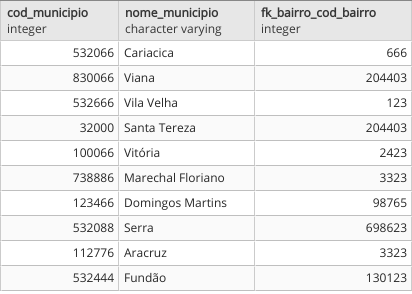 cod_municipio nome_municipio fk_bairro_cod_bairro
integer character varying integer
532066 Cariacica 666
830066 Viana 204403
532666 Vila Velha 123
32000 Santa Tereza 204403
100066 Vitória 2423
738886 Marechal Floriano 3323
123466 Domingos Martins 98765
532088 Serra 698623
112776 Aracruz 3323
532444 Fundão 130123